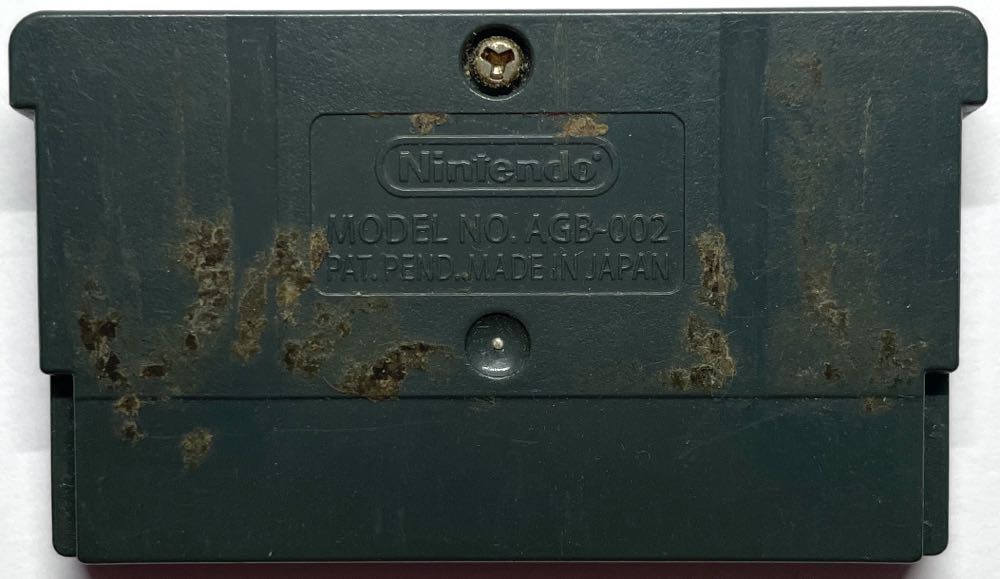 Nintendo®
MODEL NO. AGB-002
PAT. PEND. MADE IN JAPAN